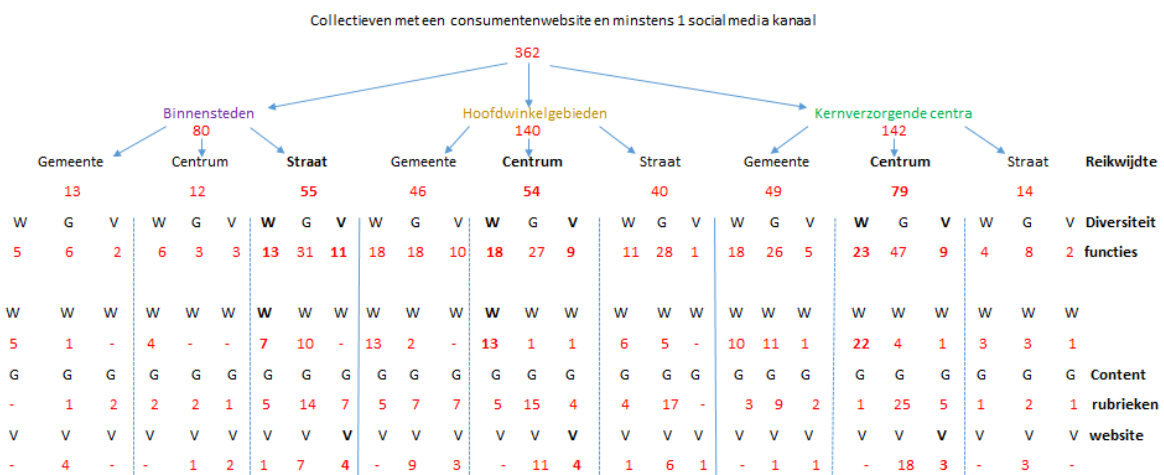 Collectieven met een consumentenwebsite en minstens 1 social media kanaal
362
Binnensteden Hoofdwinkelgebieden Kernverzorgende centra
80 140 142
Gemeente Centrum Straat Gemeente Centrum Straat Gemeente Centrum Straat Reikwijdte
13 12 55 46 54 40 49 79 14
W G V W G V W G V W G V W G V W G V W G V W G V W G V Diversiteit
5 6 2 6 3 3 13 31 11 18 18 10 18 27 9 11 28 1 18 26 5 23 47 9 4 8 2 functies
W W W W W W W W W W W W W W W W W W W W W W W W W W W
5 1 - 4 - - 7 10 - 13 2 - 13 1 1 6 5 - 10 11 1 22 4 1 3 3 1
G G G G G G G G G G G G G G G G G G G G G G G G G G G Content
- 1 2 2 2 1 5 14 7 5 7 7 5 15 4 4 17 - 3 9 2 1 25 5 1 2 1 rubrieken
V V V V V V V V V V V V V V V V V V V V V V V V V V V website
- 4 - - 1 2 1 7 4 - 9 3 - 11 4 1 6 1 - 1 1 - 18 3 - 3 -